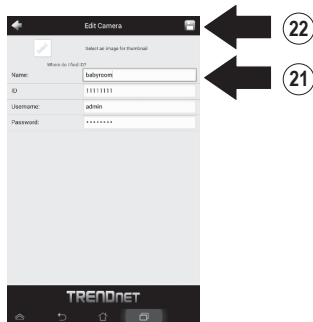 Edit Camera
22
Select an image for thumbnail
Where do I find ID?
21
Name: babyroom
ID 11111111
Username: admin
Password: ••••••••
TRENDNET